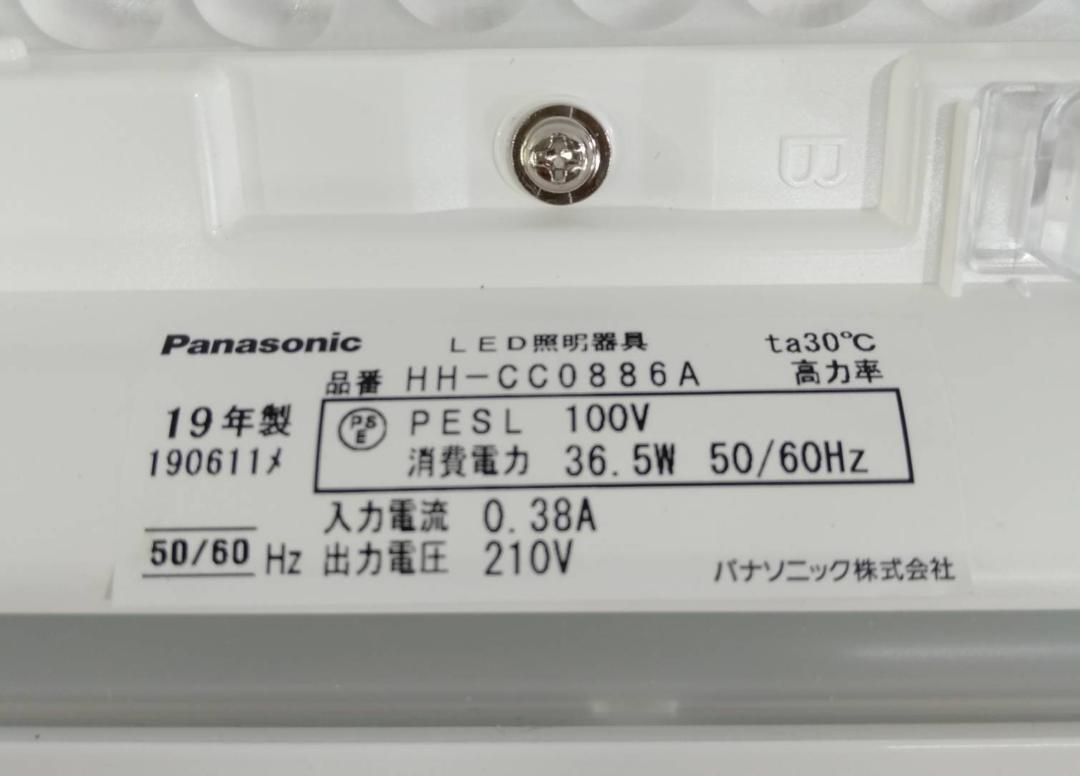 B
Panasonic LED照明器具 ta30℃
品番 HH-CC0886A 高力率
19年製 PSE PESL 100V
190611メ 消費電力 36.5W 50/60Hz
入力電流 0.38A
50/60 Hz 出力電圧 210V
パナソニック株式会社